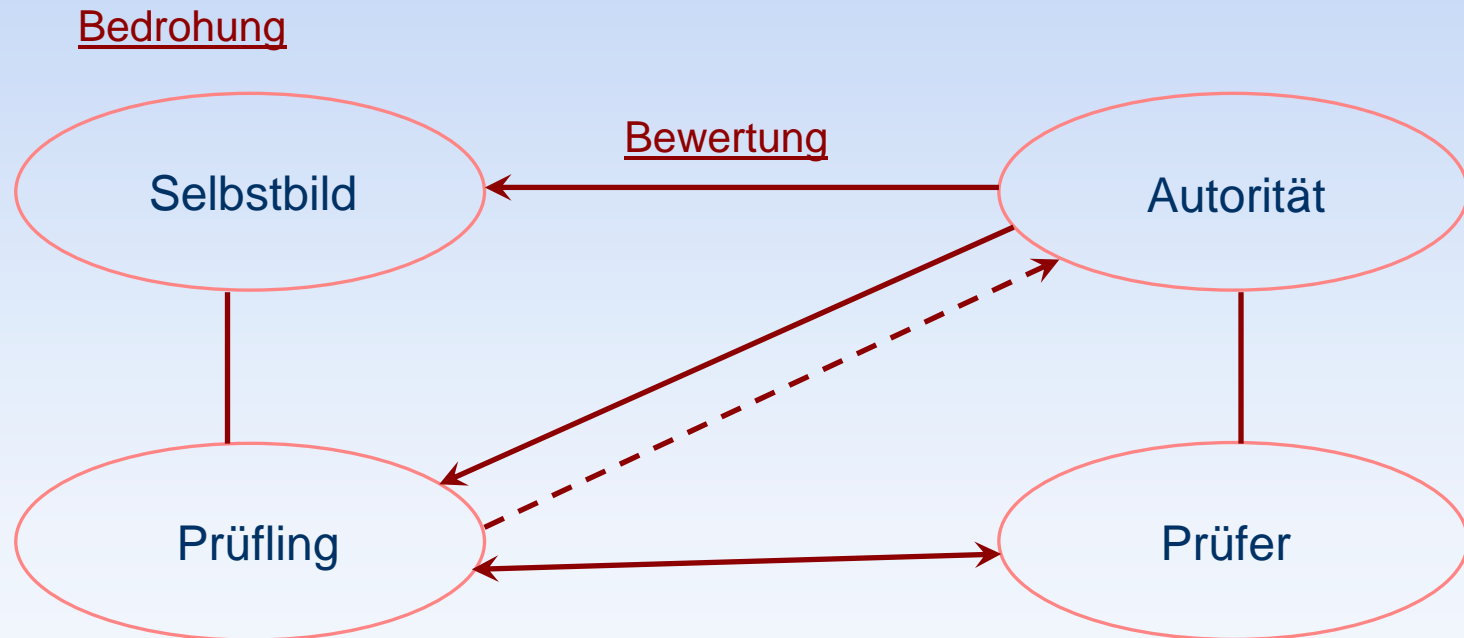 Bedrohung
Bewertung
Selbstbild
Autorität
Prüfling
Prüfer